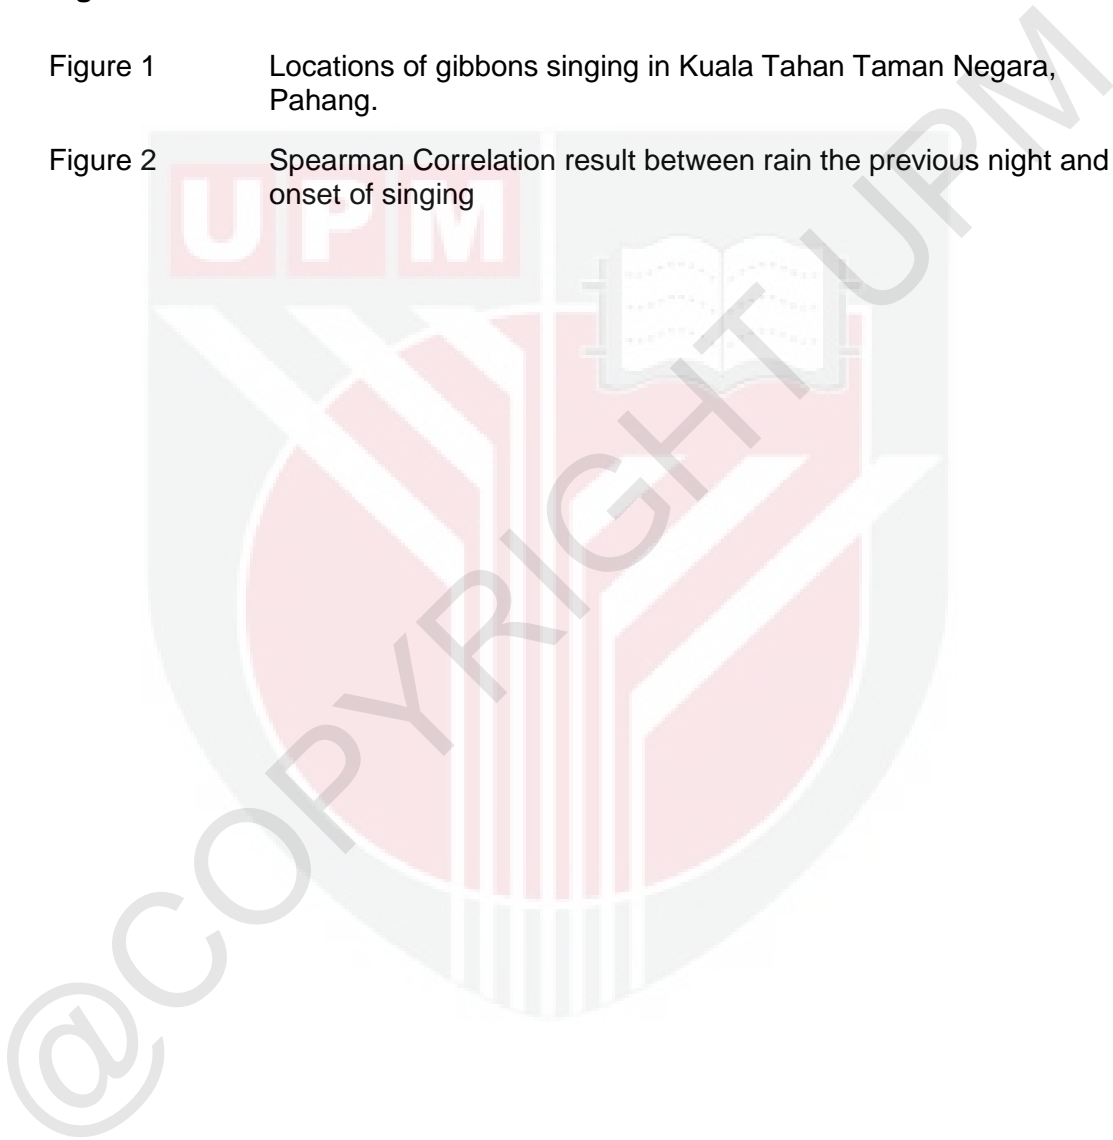 Figure 1 Locations of gibbons singing in Kuala Tahan Taman Negara,
Pahang.
Figure 2 Spearman Correlation result between rain the previous night and
onset of singing
UPM
@COPYRIGHT UPM